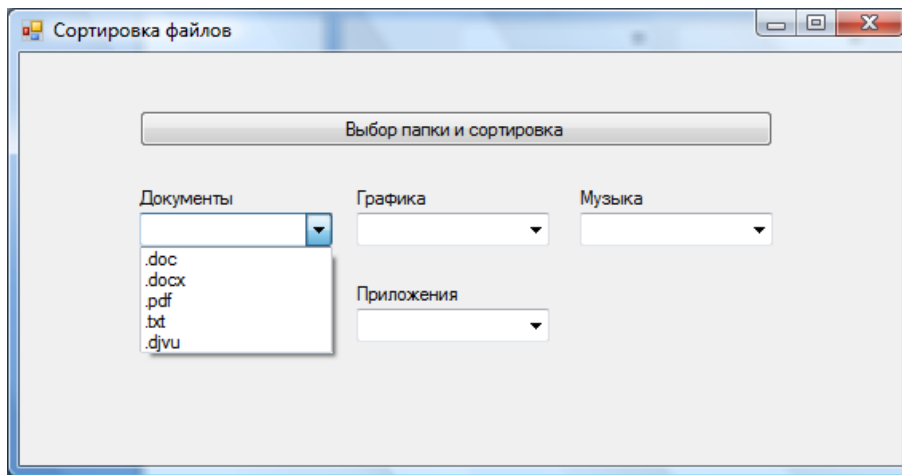 Сортировка файлов
Выбор папки и сортировка
Документы Графика Музыка
.doc
.docx
.pdf
.txt
.djvu
Приложения